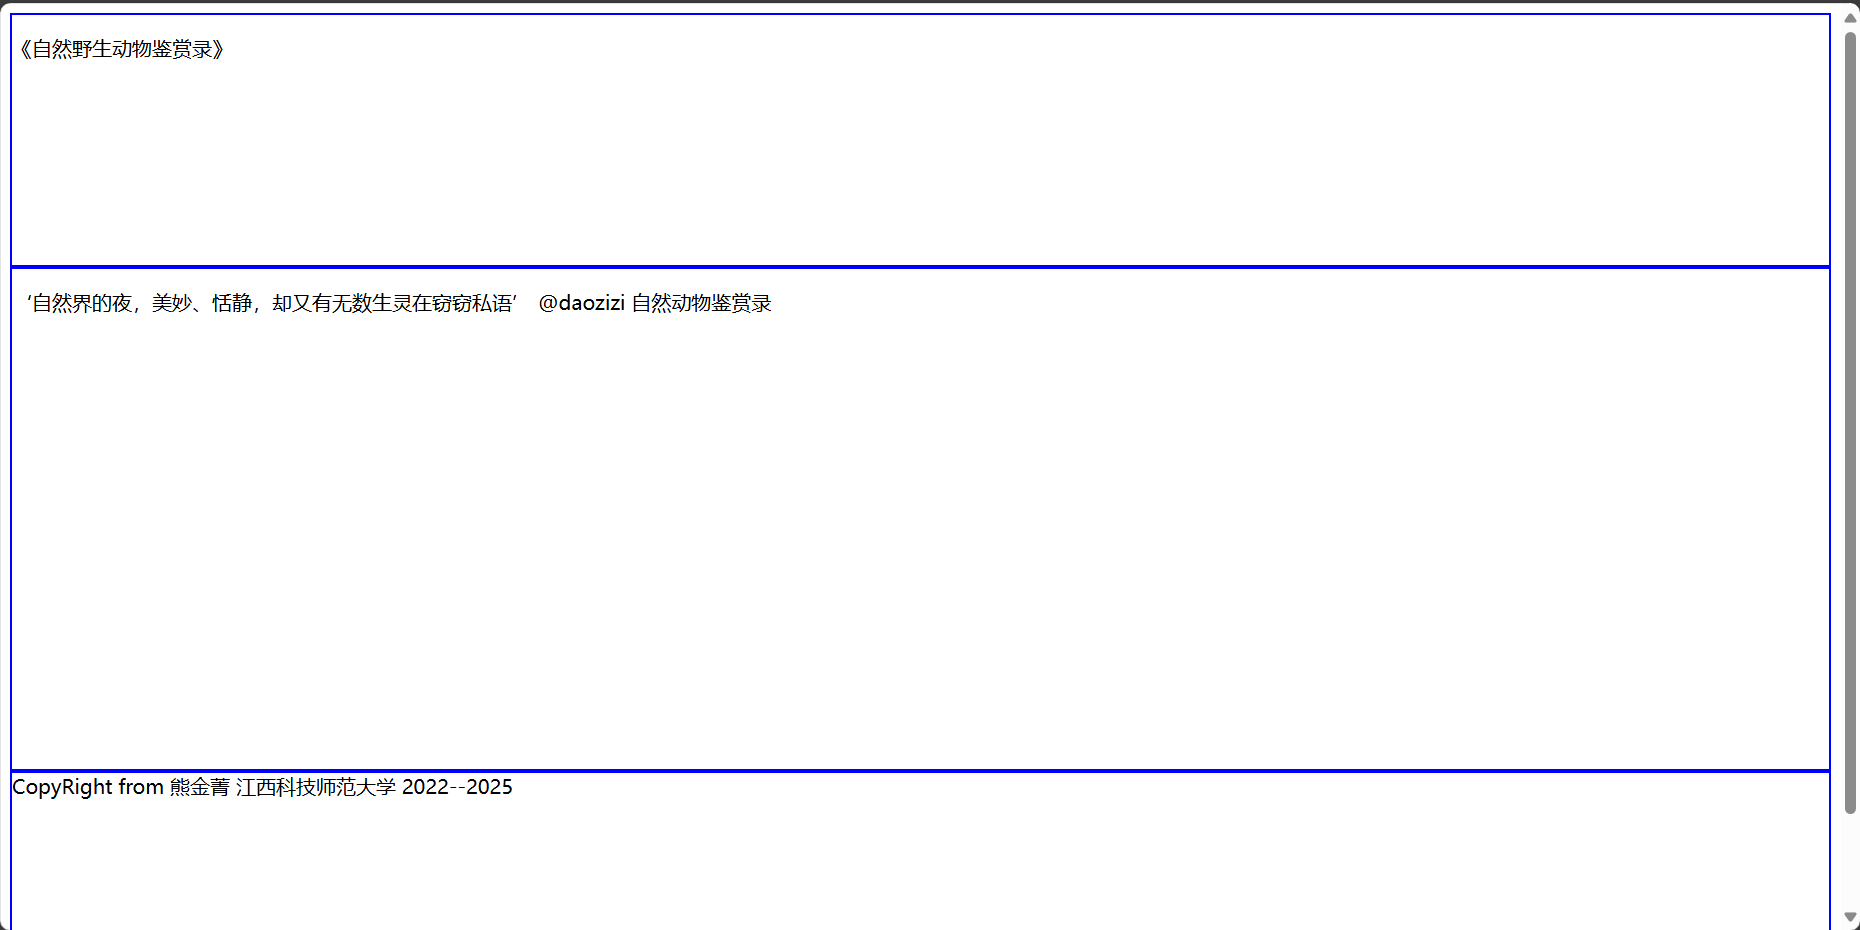 《自然野生动物鉴赏录》
‘自然界的夜，美妙、恬静，却又有无数生灵在窃窃私语’ @daozizi 自然动物鉴赏录
CopyRight from 熊金菁 江西科技师范大学 2022--2025